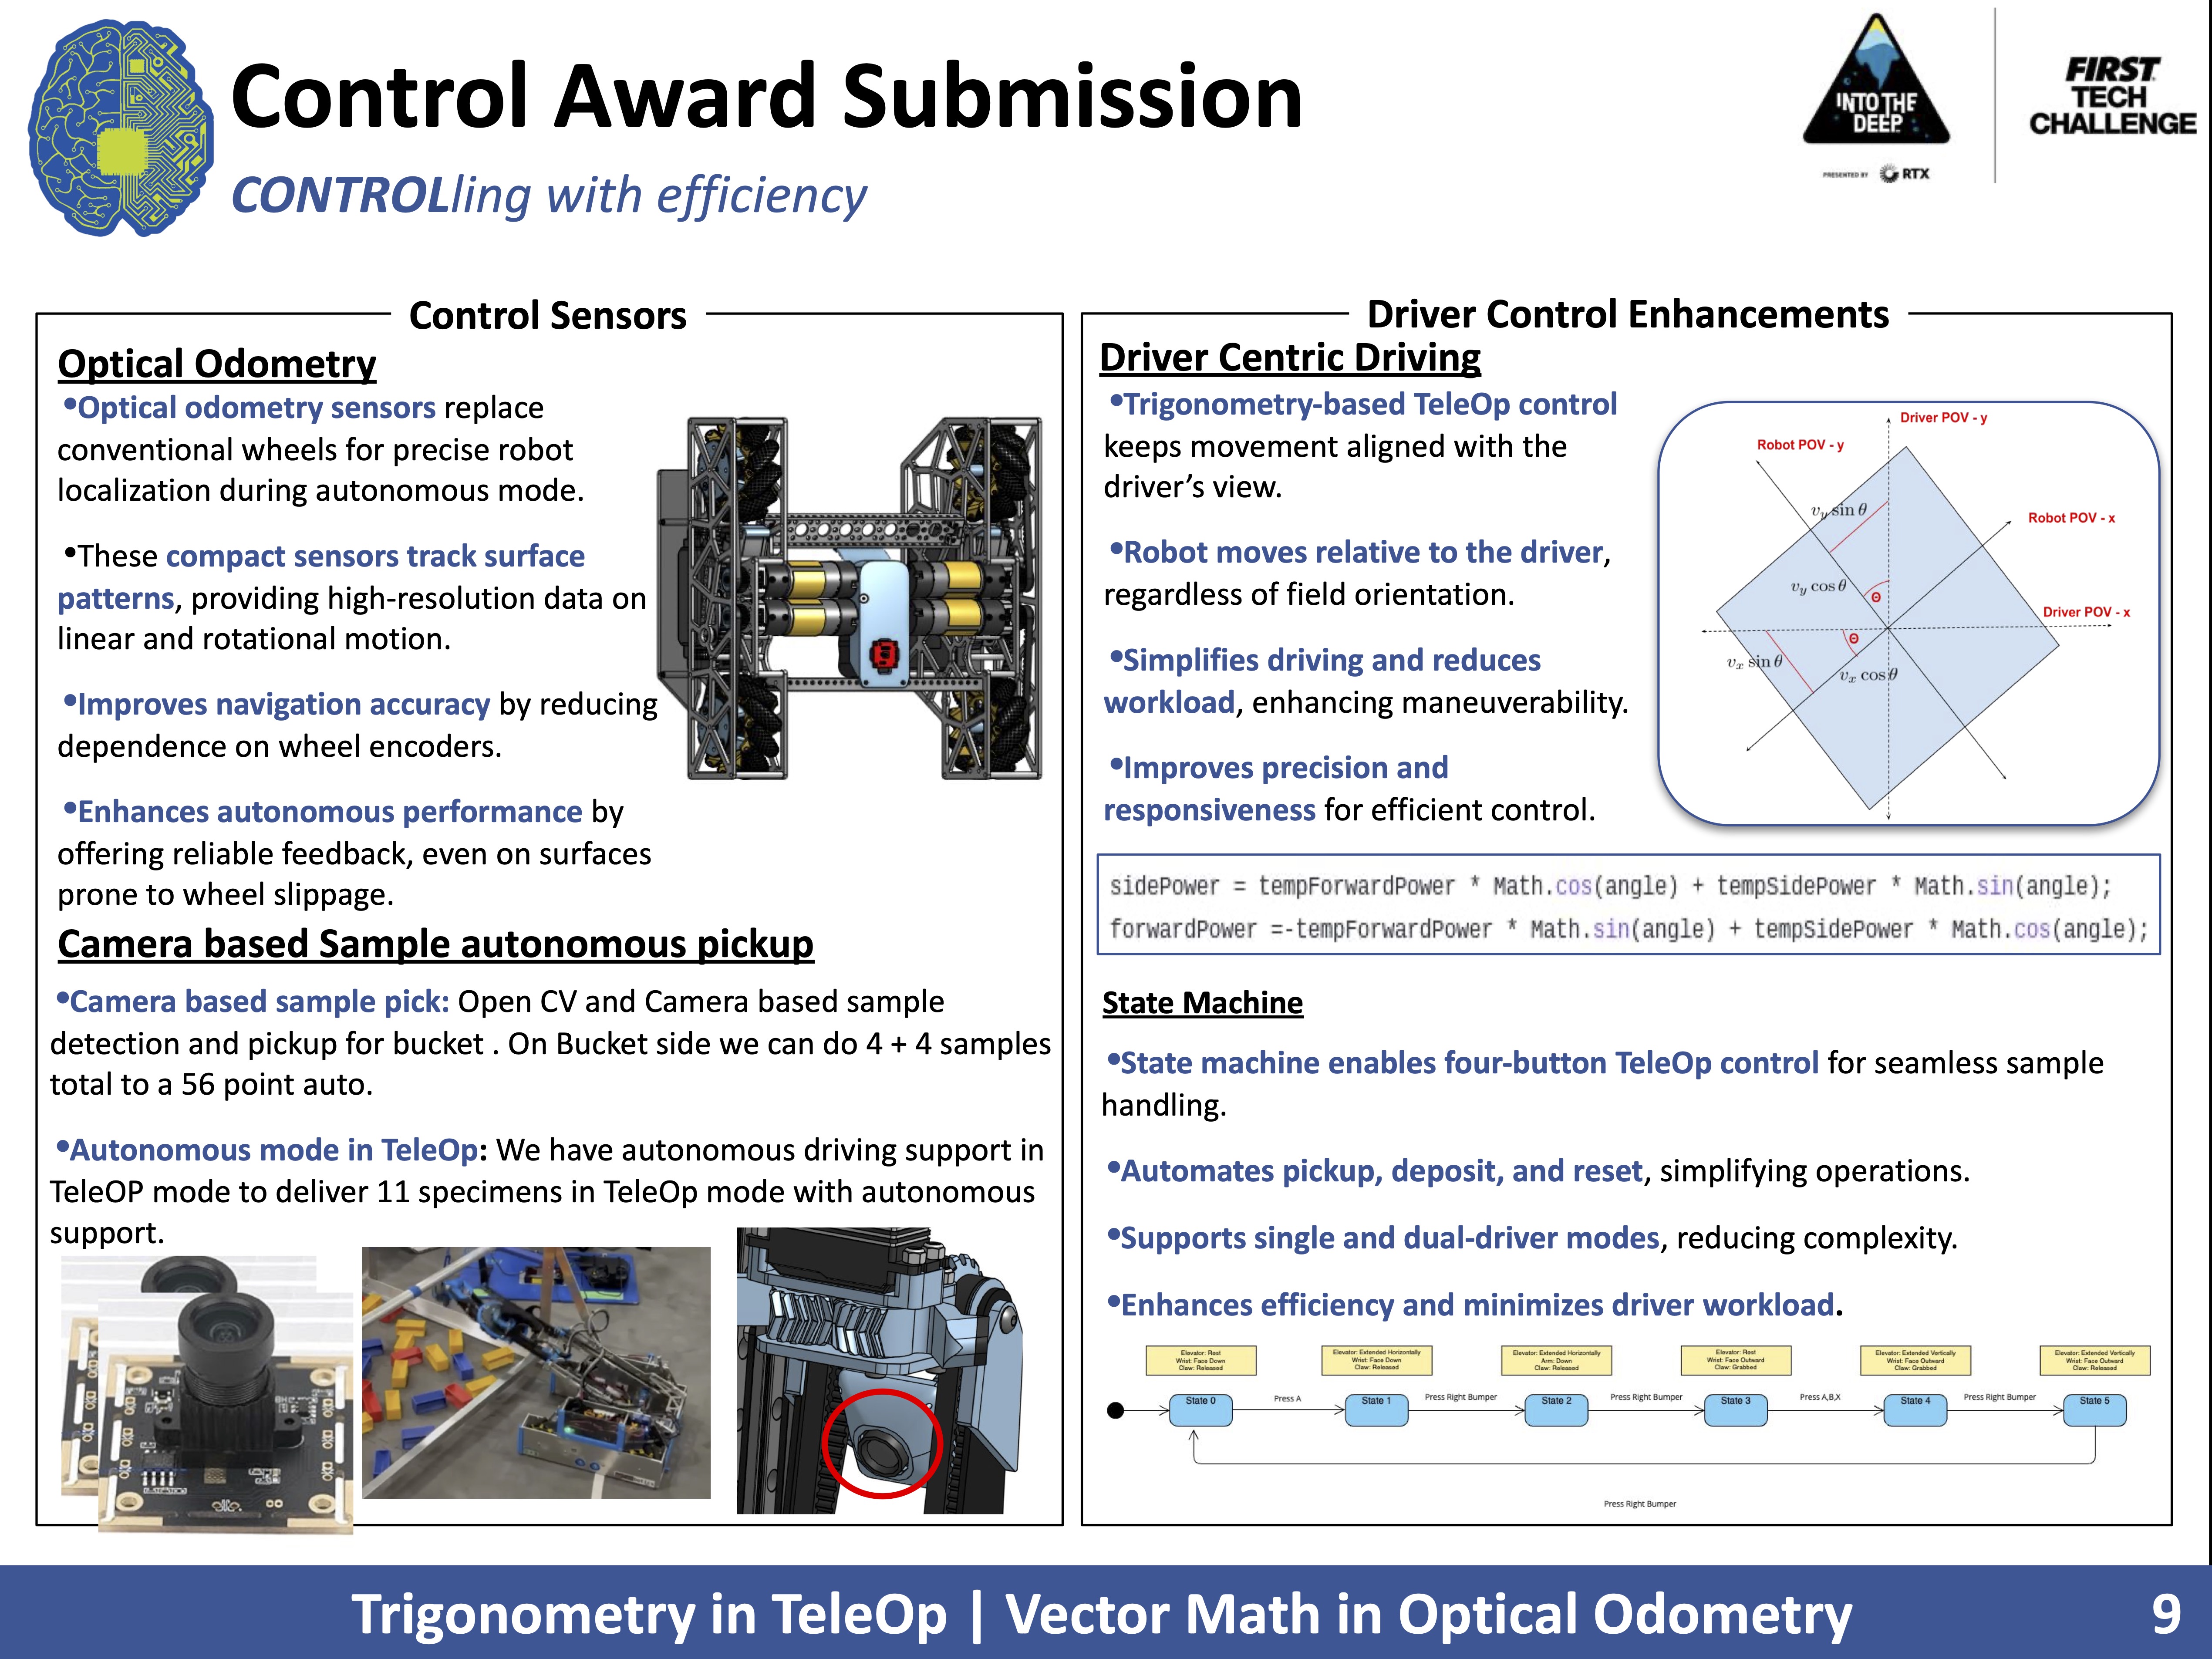 Control Award Submission
CONTROLling with efficiency
INTO THE
DEEP
PRESENTED BY RTX
FIRST
TECH
CHALLENGE
Control Sensors
Optical Odometry
•Optical odometry sensors replace
conventional wheels for precise robot
localization during autonomous mode.
•These compact sensors track surface
patterns, providing high-resolution data on
linear and rotational motion.
•Improves navigation accuracy by reducing
dependence on wheel encoders.
•Enhances autonomous performance by
offering reliable feedback, even on surfaces
prone to wheel slippage.
Camera based Sample autonomous pickup
•Camera based sample pick: Open CV and Camera based sample
detection and pickup for bucket . On Bucket side we can do 4 + 4 samples
total to a 56 point auto.
•Autonomous mode in TeleOp: We have autonomous driving support in
TeleOP mode to deliver 11 specimens in TeleOp mode with autonomous
support.
Driver Control Enhancements
Driver Centric Driving
•Trigonometry-based TeleOp control
keeps movement aligned with the
driver's view.
•Robot moves relative to the driver,
regardless of field orientation.
•Simplifies driving and reduces
workload, enhancing maneuverability.
•Improves precision and
responsiveness for efficient control.
Driver POV - y
Robot POV - y
v_y sin θ
Robot POV - x
v_y cos θ
Θ
Driver POV - x
Θ
v_x sin θ
v_x cos θ
sidePower = tempForwardPower * Math.cos(angle) + tempSidePower * Math.sin(angle);
forwardPower =-tempForwardPower * Math.sin(angle) + tempSidePower * Math.cos(angle);
State Machine
•State machine enables four-button TeleOp control for seamless sample
handling.
•Automates pickup, deposit, and reset, simplifying operations.
•Supports single and dual-driver modes, reducing complexity.
•Enhances efficiency and minimizes driver workload.
Elevator: Rest
Wrist: Face Down
Claw: Released
Elevator: Extended Horizontally
Wrist: Face Down
Claw: Released
Elevator: Extended Horizontally
Arm: Down
Claw: Released
Elevator: Rest
Wrist: Face Outward
Claw: Grabbed
Elevator: Extended Vertically
Wrist: Face Outward
Claw: Grabbed
Elevator: Extended Vertically
Wrist: Face Outward
Claw: Released
State 0
Press A
State 1
Press Right Bumper
State 2
Press Right Bumper
State 3
Press A,B,X
State 4
Press Right Bumper
State 5
Press Right Bumper
Trigonometry in TeleOp | Vector Math in Optical Odometry
9